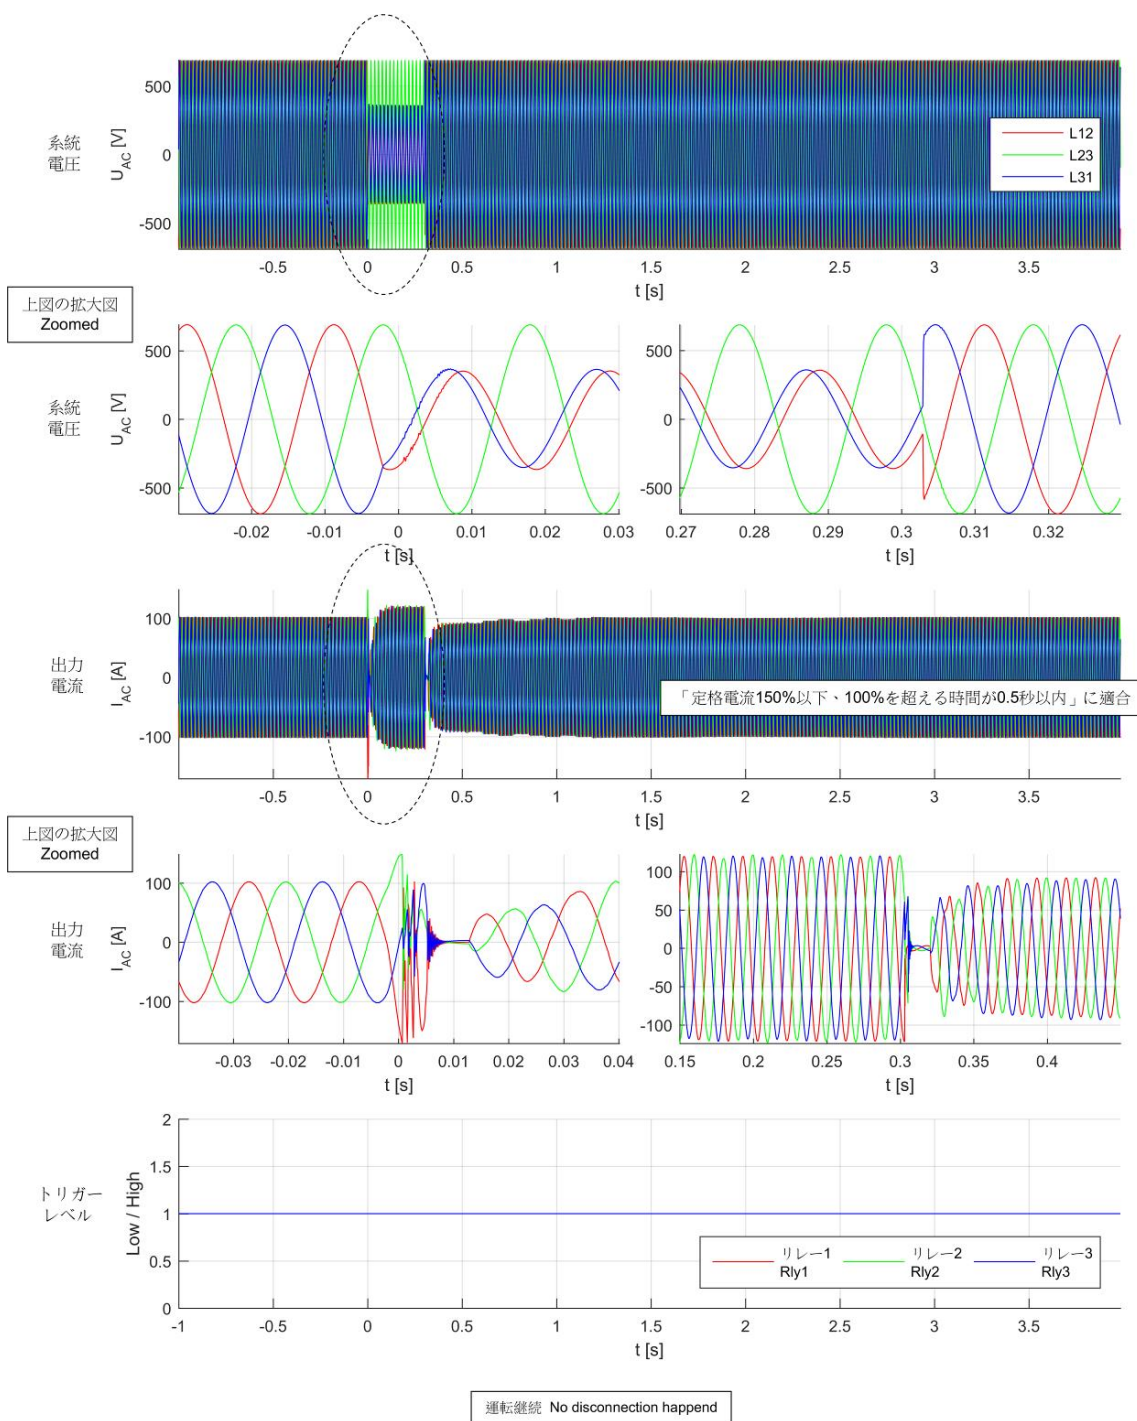 系統
電圧
U_AC [V]
500
0
-500
L12
L23
L31
-0.5
0
0.5
1
1.5
2
2.5
3
3.5
t [s]
上図の拡大図
Zoomed
系統
電圧
U_AC [V]
500
0
-500
-0.02
-0.01
0
0.01
0.02
0.03
t [s]
500
0
-500
0.27
0.28
0.29
0.3
0.31
0.32
t [s]
出力
電流
I_AC [A]
100
0
-100
「定格電流150%以下、100%を超える時間が0.5秒以内」に適合
-0.5
0
0.5
1
1.5
2
2.5
3
3.5
t [s]
上図の拡大図
Zoomed
出力
電流
I_AC [A]
100
0
-100
-0.03
-0.02
-0.01
0
0.01
0.02
0.03
0.04
t [s]
100
50
0
-50
-100
0.15
0.2
0.25
0.3
0.35
0.4
t [s]
トリガー
レベル
Low / High
2
1.5
1
0.5
0
リレー1
Rly1
リレー2
Rly2
リレー3
Rly3
-1
-0.5
0
0.5
1
1.5
2
2.5
3
3.5
t [s]
運転継続 No disconnection happend